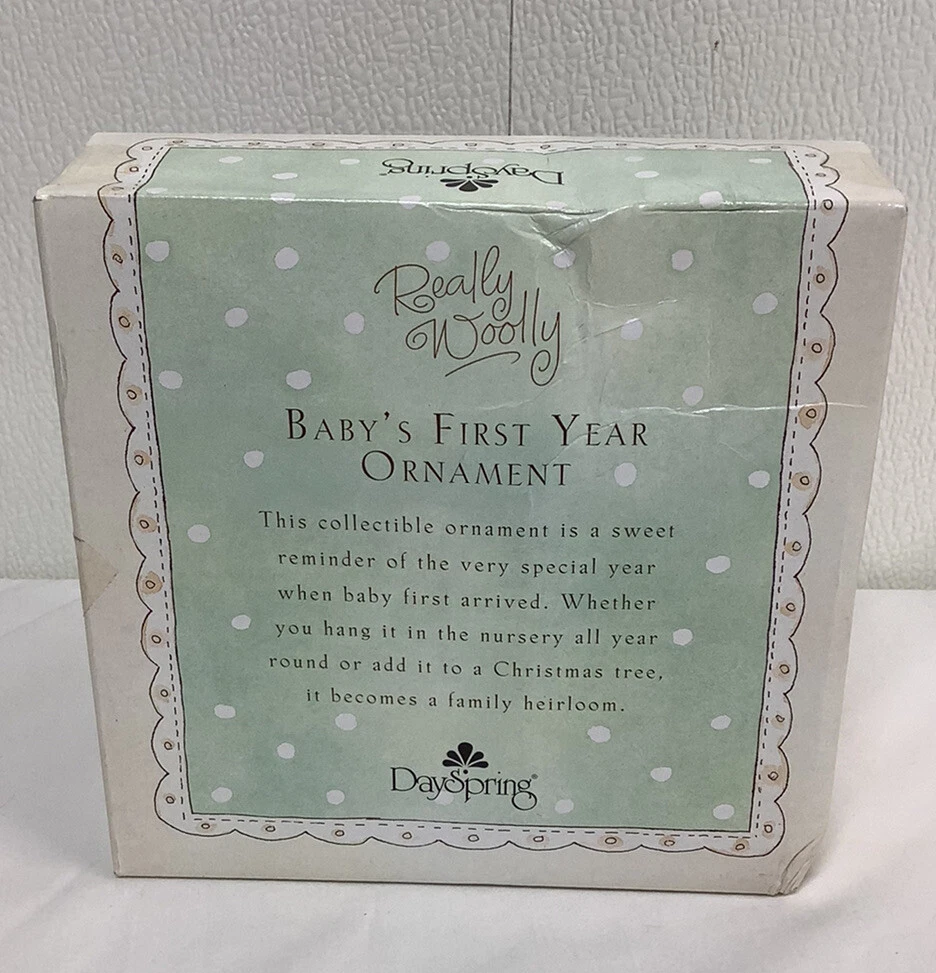 DaySpring
Really
Woolly
BABY'S FIRST YEAR
ORNAMENT
This collectible ornament is a sweet
reminder of the very special year
when baby first arrived. Whether
you hang it in the nursery all year
round or add it to a Christmas tree,
it becomes a family heirloom.
DaySpring®